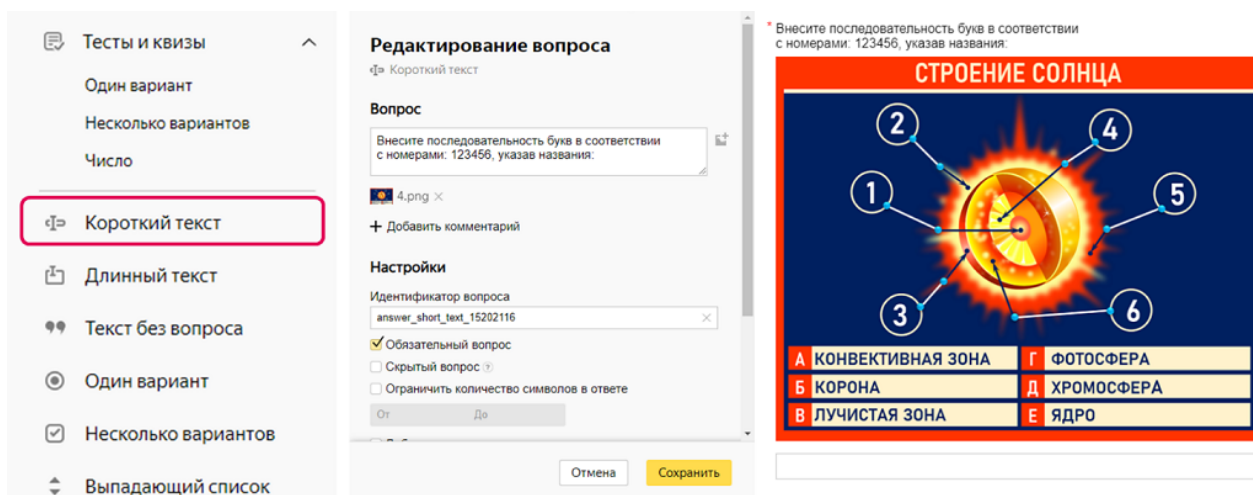 Тесты и квизы
Один вариант
Несколько вариантов
Число
Короткий текст
Длинный текст
Текст без вопроса
Один вариант
Несколько вариантов
Выпадающий список
Редактирование вопроса
Короткий текст
Вопрос
Внесите последовательность букв в соответствии
с номерами: 123456, указав названия:
4.png
Добавить комментарий
Настройки
Идентификатор вопроса
answer_short_text_15202116
Обязательный вопрос
Скрытый вопрос ?
Ограничить количество символов в ответе
От До
Отмена Сохранить
* Внесите последовательность букв в соответствии
с номерами: 123456, указав названия:
СТРОЕНИЕ СОЛНЦА
2 4
1 5
3 6
А КОНВЕКТИВНАЯ ЗОНА Г ФОТОСФЕРА
Б КОРОНА Д ХРОМОСФЕРА
В ЛУЧИСТАЯ ЗОНА Е ЯДРО